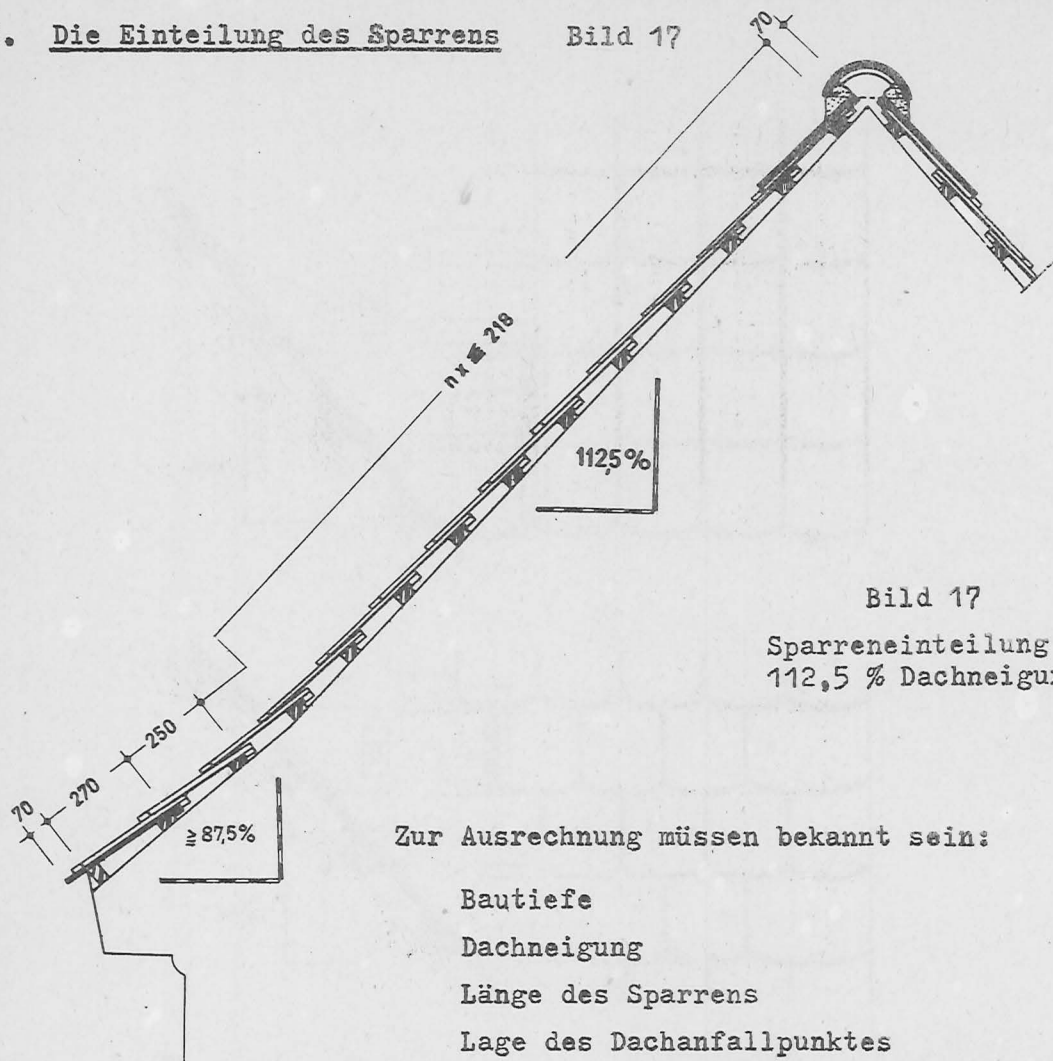 . Die Einteilung des Sparrens Bild 17
70
n x ≦ 218
112,5%
Bild 17
Sparreneinteilung
112,5 %
250
270
70
≧ 87,5%
Zur Ausrechnung müssen bekannt sein:
Bautiefe
Dachneigung
Länge des Sparrens
Lage des Dachanfallpunktes